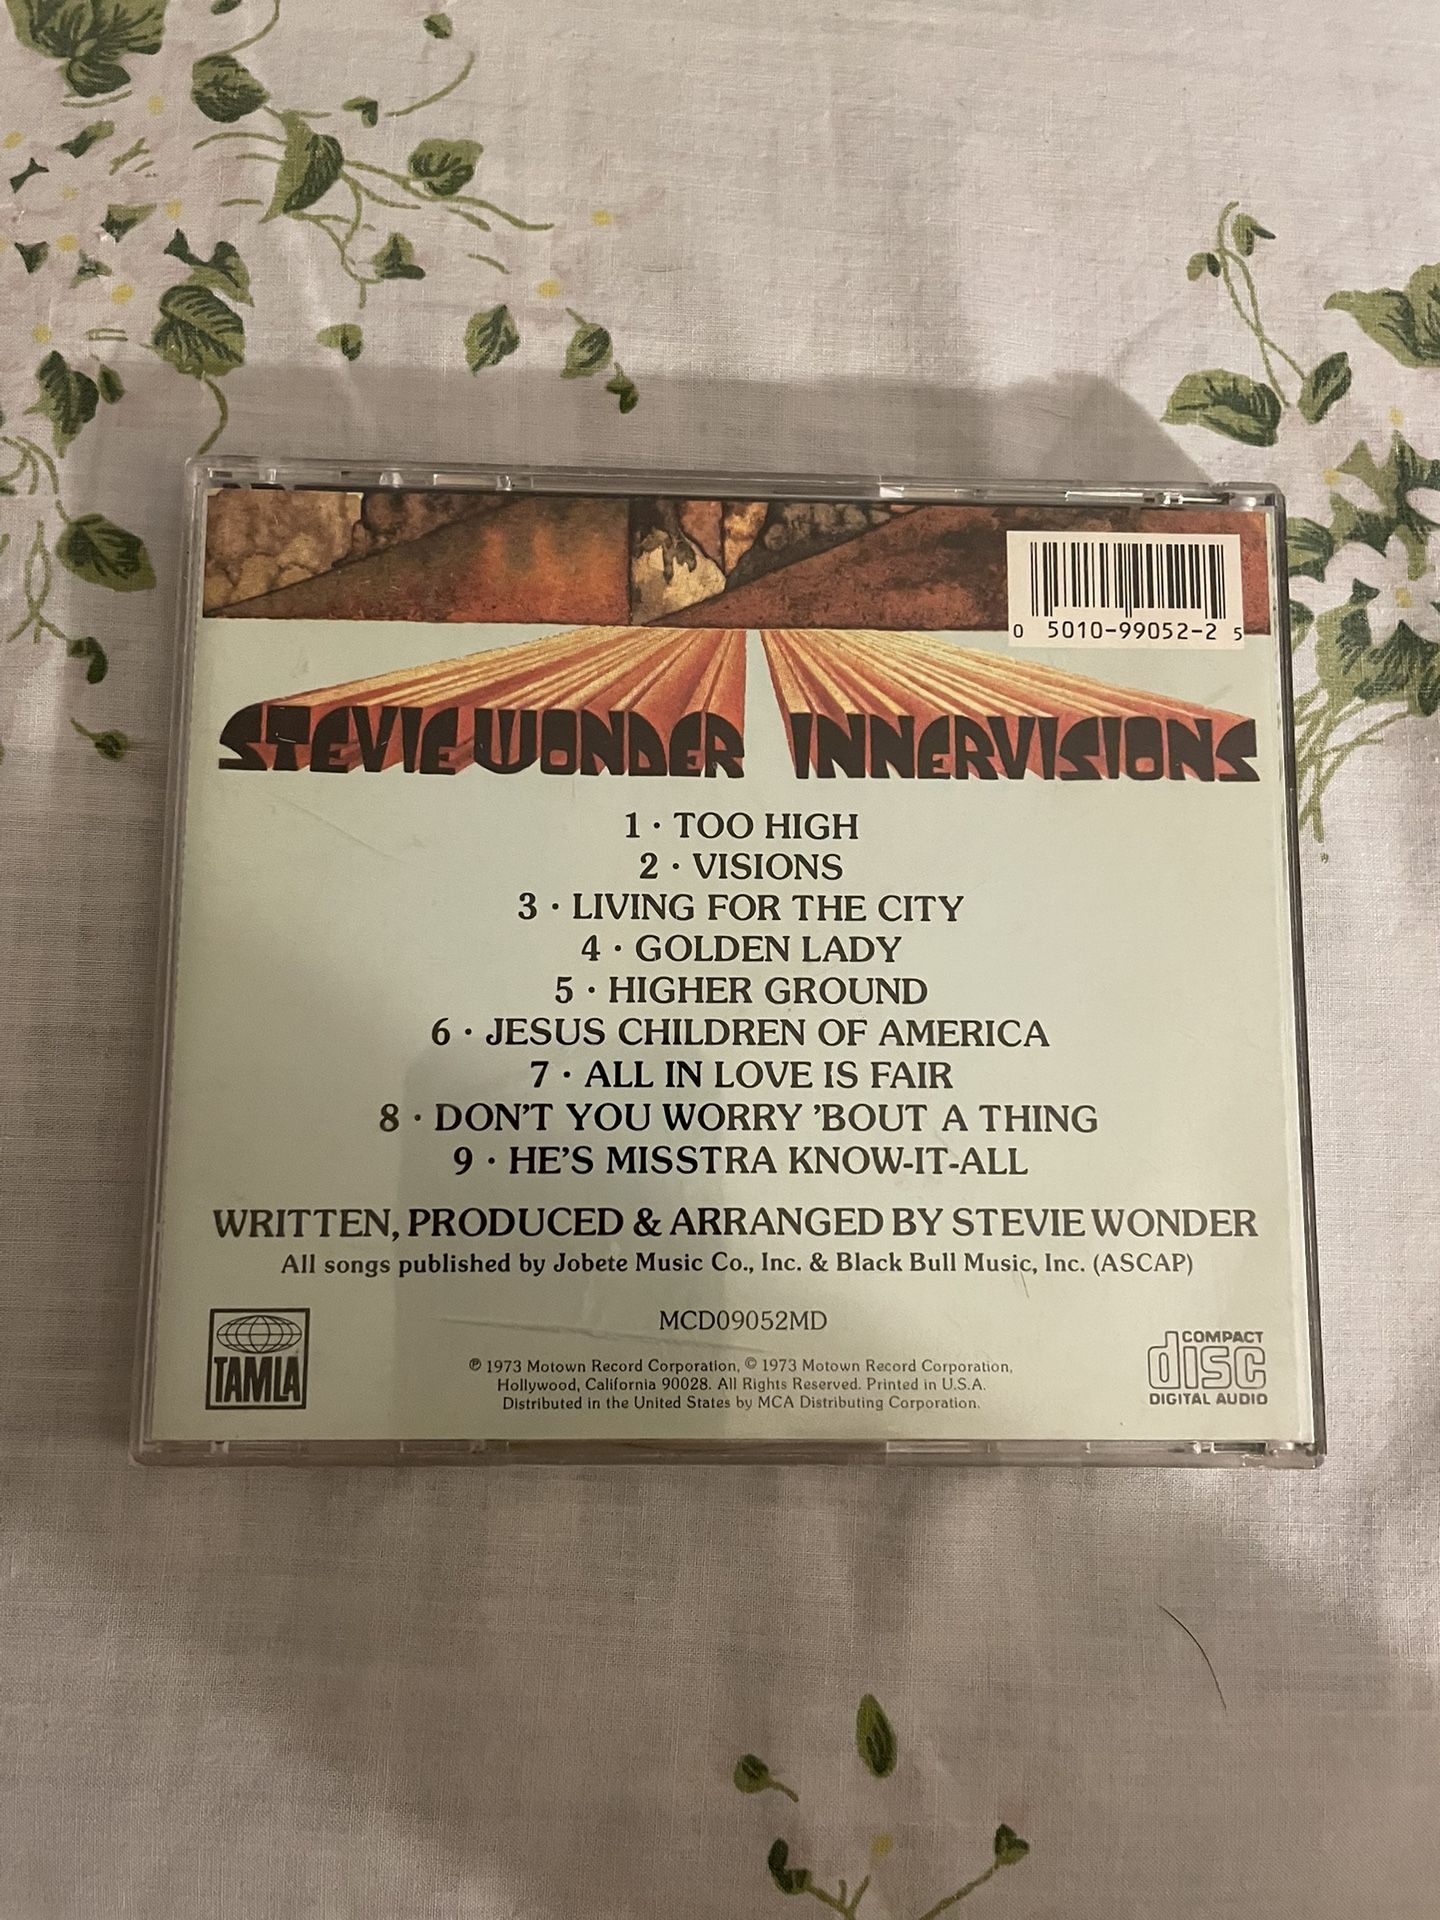 0 5010-99052-2 5
STEVIE WONDER INNERVISIONS
1 · TOO HIGH
2 · VISIONS
3 · LIVING FOR THE CITY
4 · GOLDEN LADY
5 · HIGHER GROUND
6 · JESUS CHILDREN OF AMERICA
7 · ALL IN LOVE IS FAIR
8 · DON'T YOU WORRY 'BOUT A THING
9 · HE'S MISSTRA KNOW-IT-ALL
WRITTEN, PRODUCED & ARRANGED BY STEVIE WONDER
All songs published by Jobete Music Co., Inc. & Black Bull Music, Inc. (ASCAP)
MCD09052MD
℗ 1973 Motown Record Corporation, © 1973 Motown Record Corporation,
Hollywood, California 90028. All Rights Reserved. Printed in U.S.A.
Distributed in the United States by MCA Distributing Corporation.
TAMLA
COMPACT
disc
DIGITAL AUDIO